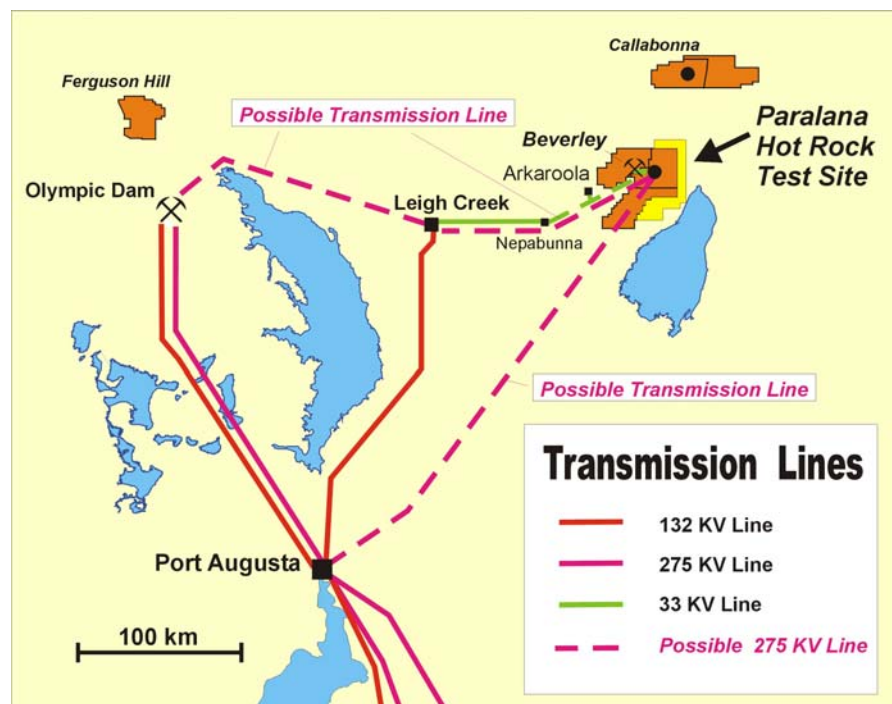 Callabonna
Ferguson Hill
Possible Transmission Line
Paralana
Hot Rock
Test Site
Beverley
Arkaroola
Olympic Dam
Leigh Creek
Nepabunna
Possible Transmission Line
Transmission Lines
132 KV Line
275 KV Line
33 KV Line
Possible 275 KV Line
Port Augusta
100 km